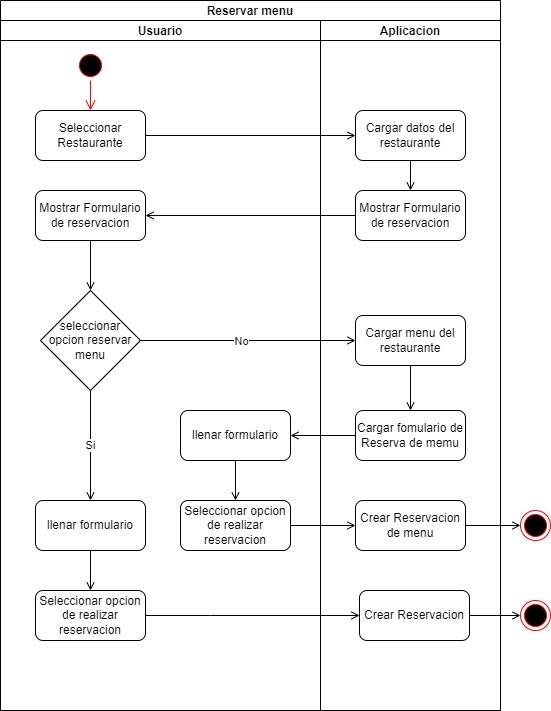 Reservar menu
Usuario
Aplicacion
Seleccionar
Restaurante
Cargar datos del
restaurante
Mostrar Formulario
de reservacion
Mostrar Formulario
de reservacion
seleccionar
opcion reservar
menu
No
Cargar menu del
restaurante
Si
llenar formulario
Cargar fomulario de
Reserva de memu
llenar formulario
Seleccionar opcion
de realizar
reservacion
Crear Reservacion
de menu
Seleccionar opcion
de realizar
reservacion
Crear Reservacion